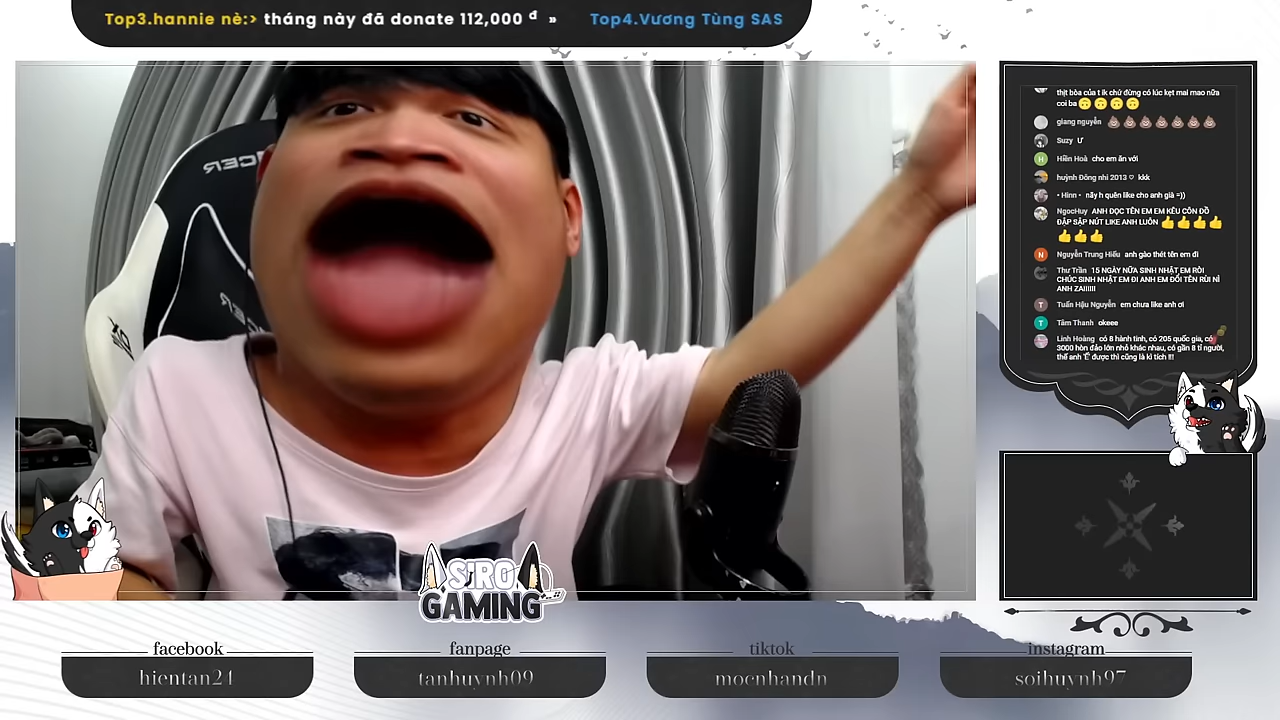 Top3.hannie nè:> tháng này đã donate 112,000 đ » Top4.Vương Tùng SAS
thịt bò của t ik chứ đừng có lúc kẹt mai mao nữa
coi ba 🙃🙃🙃🙃
giang nguyễn 💩💩💩💩💩💩💩
Suzy Ư
H Hiền Hoà cho em ăn với
huỳnh Đông nhi 2013 ♡ kkk
• Hinn • nãy h quên like cho anh già =))
NgocHuy ANH ĐỌC TÊN EM EM KÊU CÔN ĐỒ
ĐẬP SẬP NÚT LIKE ANH LUÔN 👍👍👍👍
👍👍👍
N Nguyễn Trung Hiếu anh gào thét tên em đi
Thư Trần 15 NGÀY NỮA SINH NHẬT EM RÒI
CHÚC SINH NHẬT EM ĐI ANH EM ĐỔI TÊN RÙI NÌ
ANH ZAIIIIII
T Tuấn Hậu Nguyễn em chưa like anh ơi
T Tâm Thanh okeee
Linh Hoàng có 8 hành tinh, có 205 quốc gia, có
3000 hòn đảo lớn nhỏ khác nhau, có gần 8 tỉ người,
thế anh "Ế" được thì cũng là kì tích !!!
SIRO
GAMING
facebook
hientan24
fanpage
tanhuynh09
tiktok
mocnhandn
instagram
soihuynh97